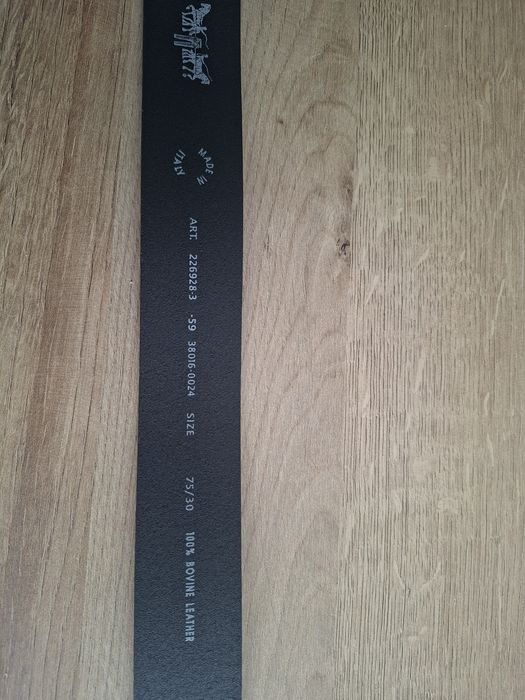 MADE IN
ITALY
ART. 226928-3 -59 38016-0024 SIZE 75/30 100% BOVINE LEATHER